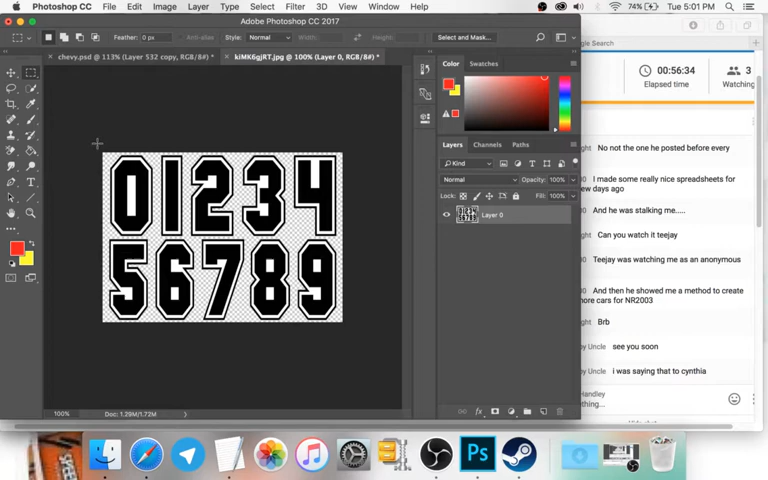 Photoshop CC File Edit Image Layer Type Select Filter 3D View Window Help 74% Tue 5:01 PM
Adobe Photoshop CC 2017
Feather: 0 px Anti-alias Style: Normal Width: Height: Select and Mask...
chevy.psd @ 113% (Layer 532 copy, RGB/8#) * kiMK6gjRT.jpg @ 100% (Layer 0, RGB/8#) *
Google Search
Color Swatches
00:56:34 3
Elapsed time Watching
0 1 2 3 4
5 6 7 8 9
Layers Channels Paths
Kind
Normal Opacity: 100%
Lock: Fill: 100%
Layer 0
No not the one he posted before every
I made some really nice spreadsheets for
ew days ago
And he was stalking me.....
Can you watch it teejay
Teejay was watching me as an anonymous
And then he showed me a method to create
more cars for NR2003
Brb
Uncle see you soon
Uncle i was saying that to cynthia
Handley
100% Doc: 1.29M/1.72M
Ps